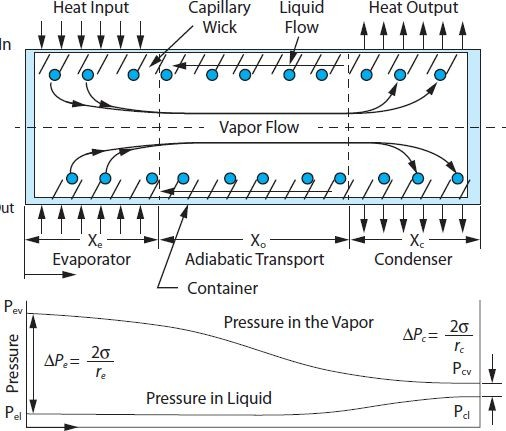 Heat Input
Capillary
Wick
Liquid
Flow
Heat Output
In
Vapor Flow
Out
Xe
Xo
Xc
Evaporator
Adiabatic Transport
Condenser
Container
Pev
Pressure in the Vapor
ΔPc= 2σ/rc
ΔPe= 2σ/re
Pressure
Pcv
Pressure in Liquid
Pel
Pcl